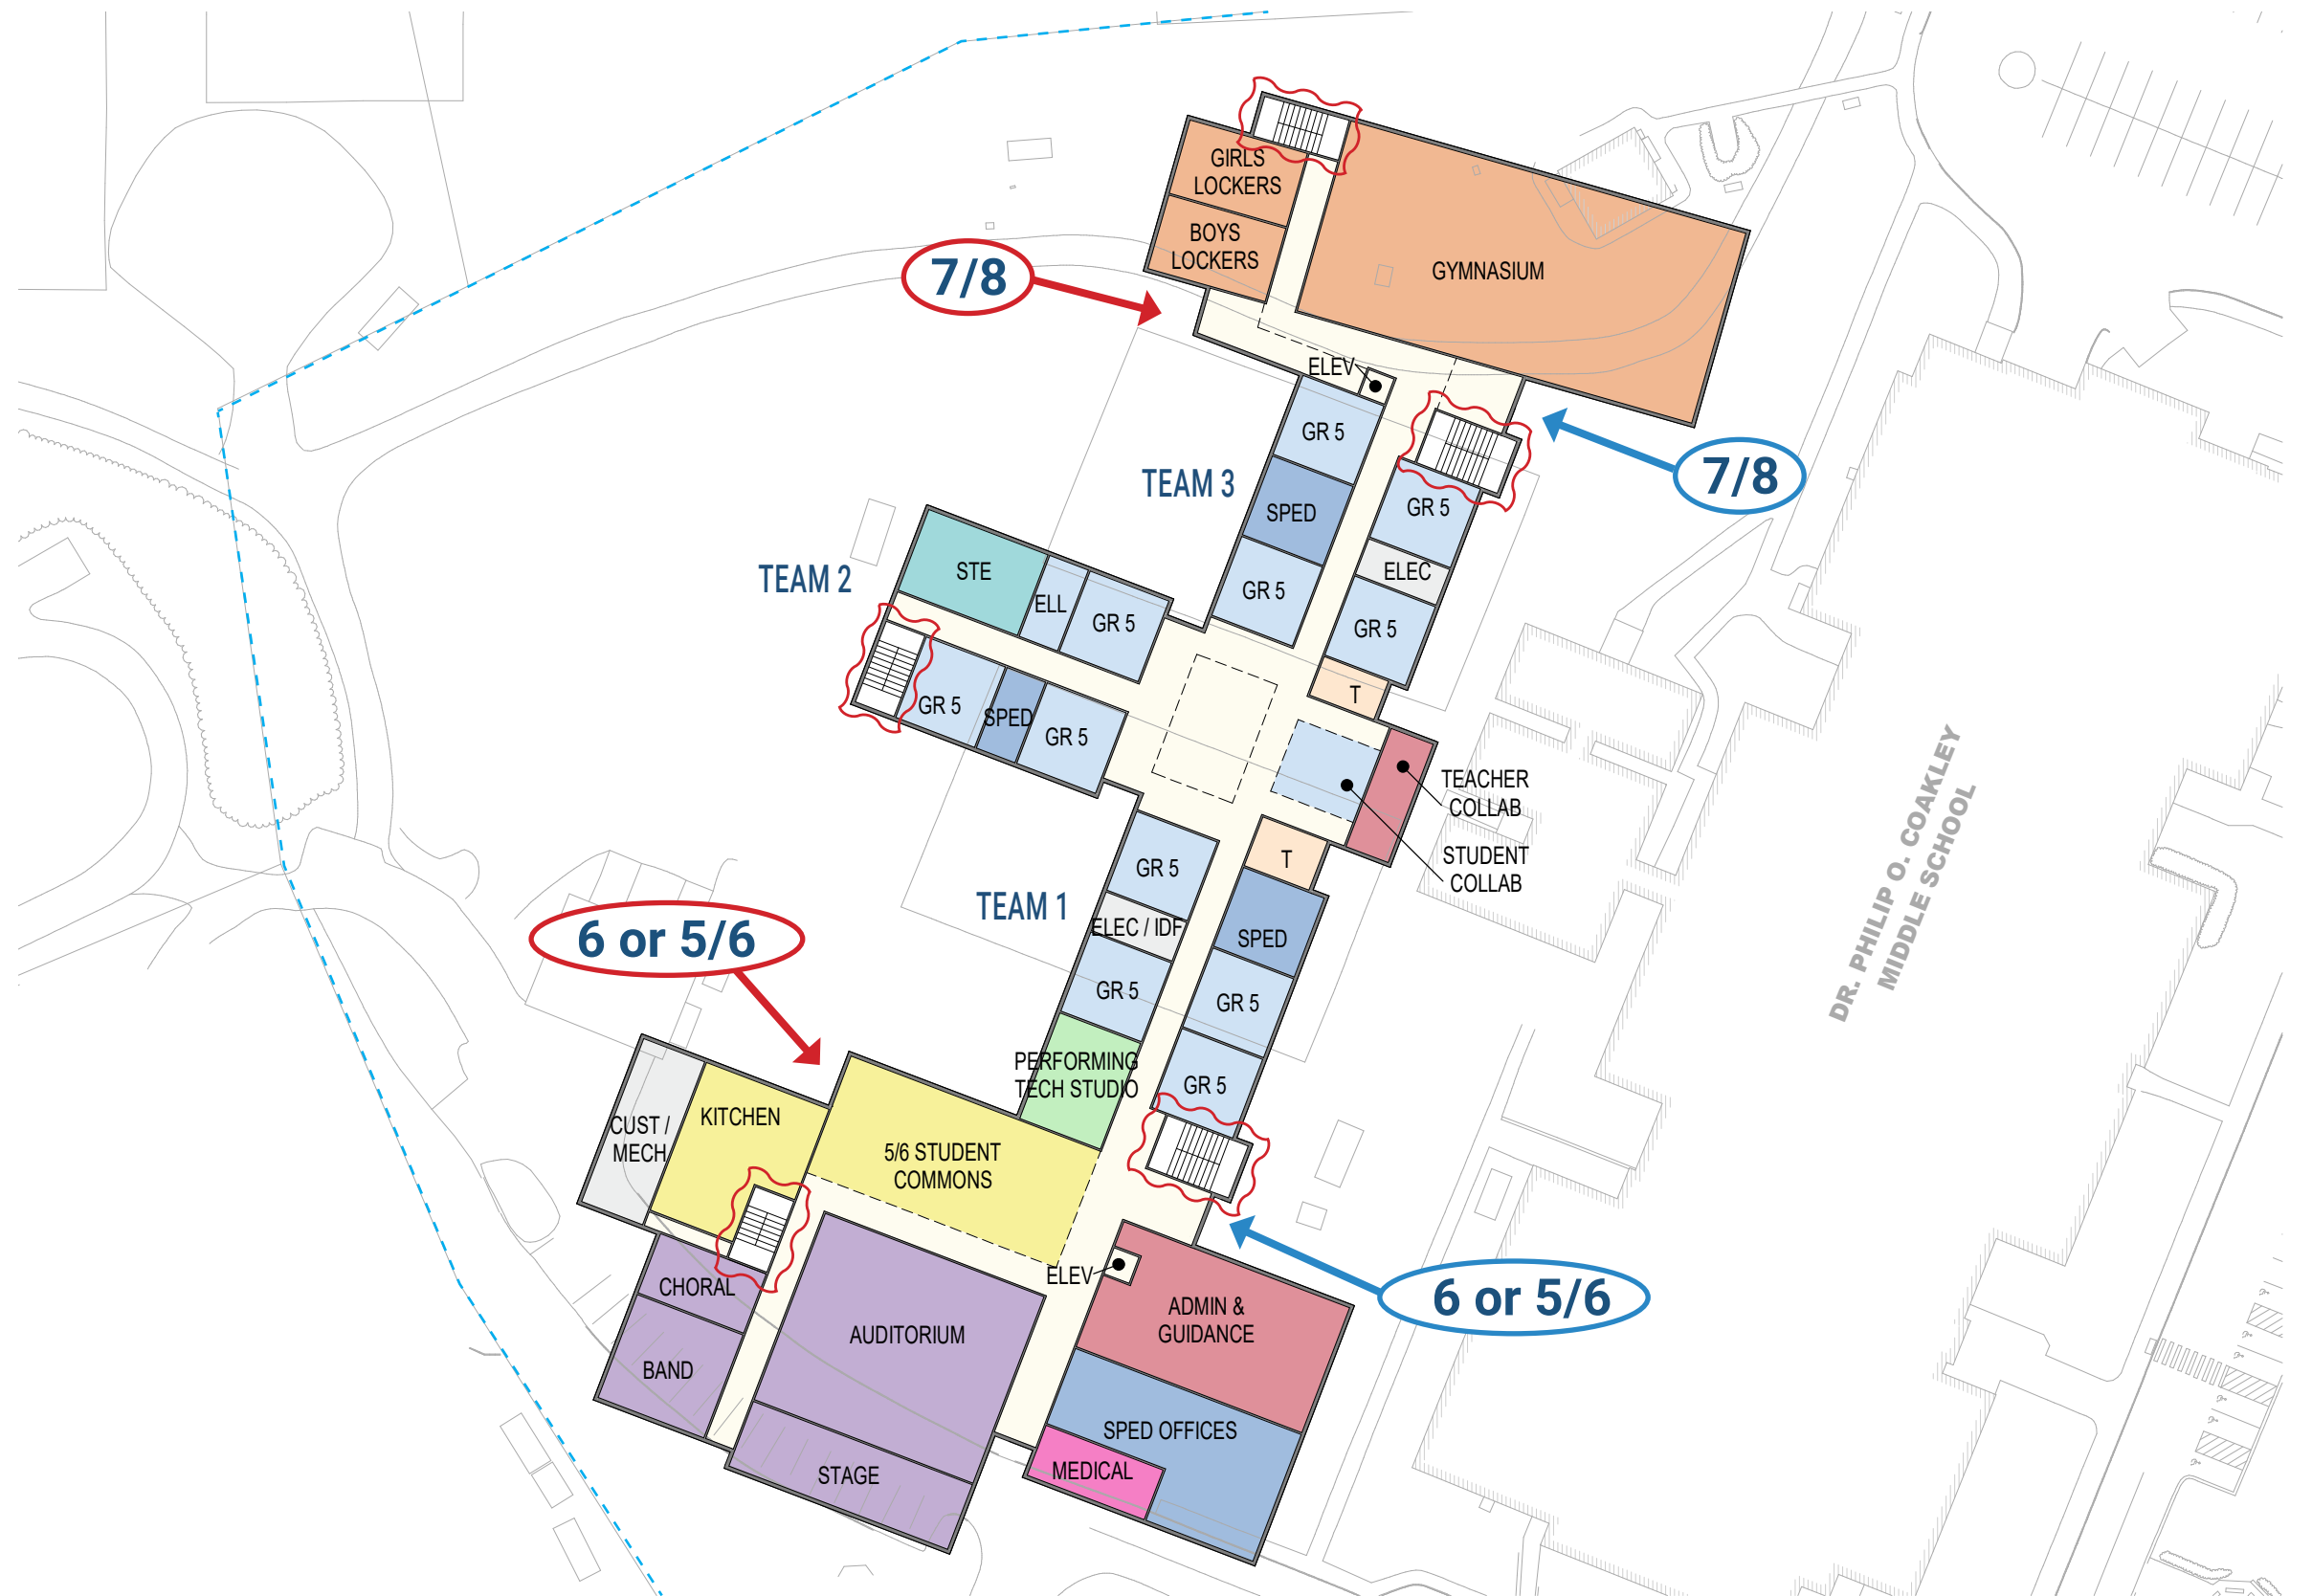 GIRLS
LOCKERS
BOYS
LOCKERS
GYMNASIUM
7/8
ELEV
GR 5
7/8
TEAM 3
SPED
GR 5
GR 5
ELEC
GR 5
T
TEAM 2
STE
ELL
GR 5
GR 5
SPED
GR 5
TEACHER
COLLAB
STUDENT
COLLAB
DR. PHILIP O. COAKLEY
MIDDLE SCHOOL
TEAM 1
GR 5
T
ELEC / IDF
SPED
GR 5
GR 5
PERFORMING
TECH STUDIO
GR 5
6 or 5/6
CUST /
MECH
KITCHEN
5/6 STUDENT
COMMONS
6 or 5/6
CHORAL
BAND
AUDITORIUM
STAGE
ELEV
ADMIN &
GUIDANCE
SPED OFFICES
MEDICAL